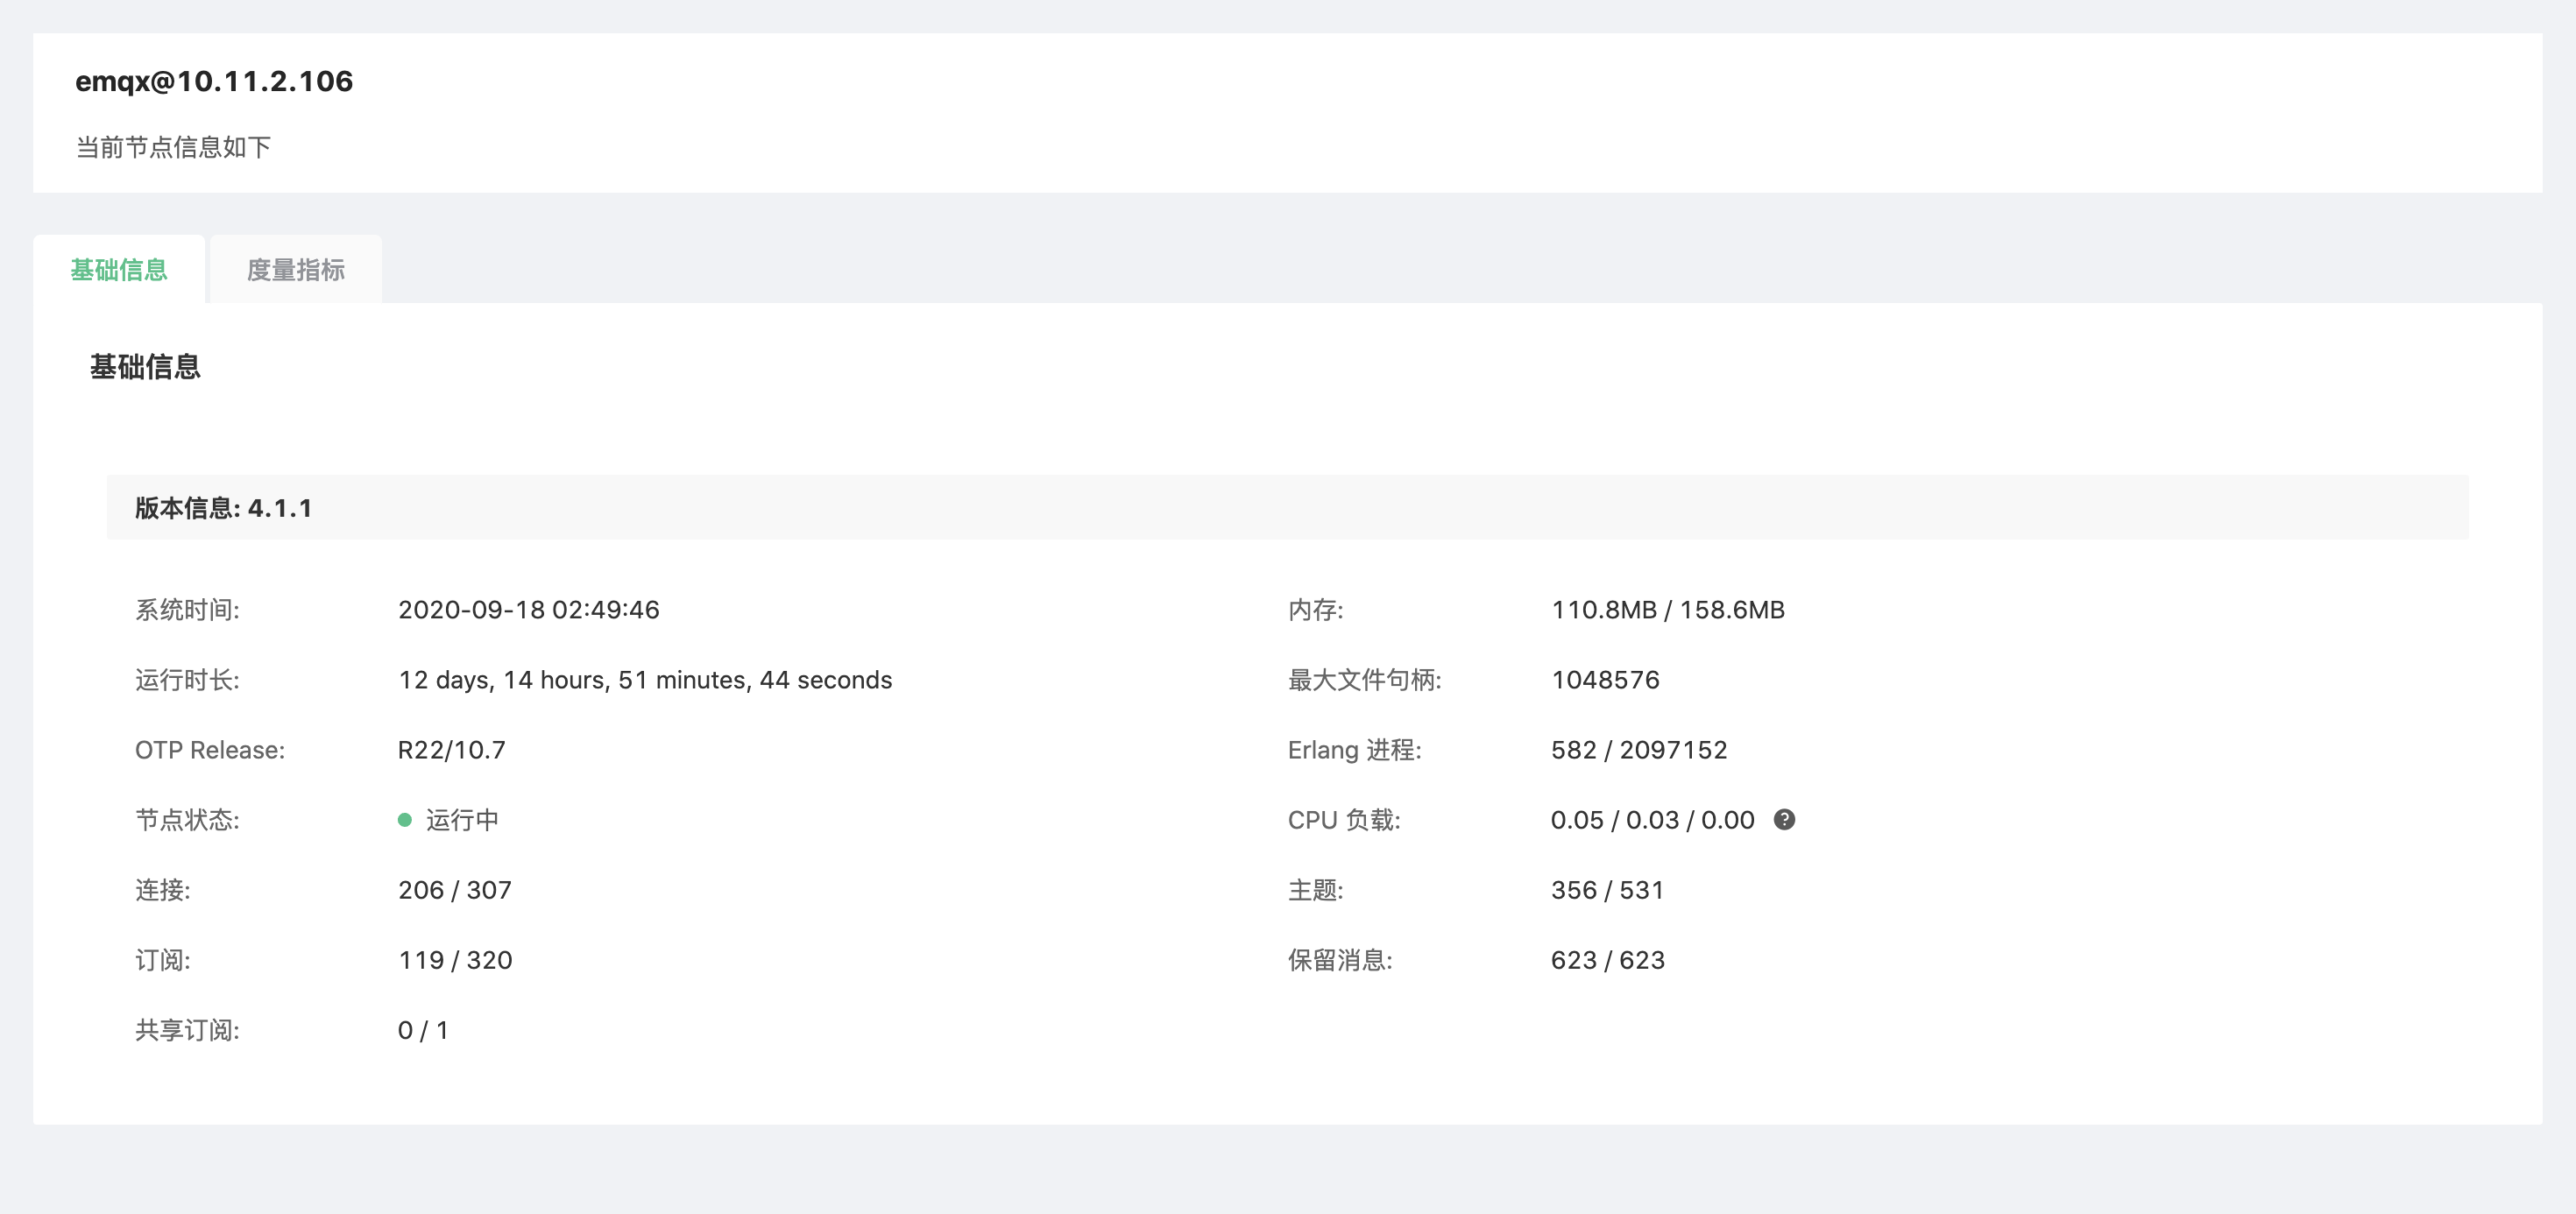 emqx@10.11.2.106
当前节点信息如下
基础信息 度量指标
基础信息
版本信息: 4.1.1
系统时间: 2020-09-18 02:49:46 内存: 110.8MB / 158.6MB
运行时长: 12 days, 14 hours, 51 minutes, 44 seconds 最大文件句柄: 1048576
OTP Release: R22/10.7 Erlang 进程: 582 / 2097152
节点状态: 运行中 CPU 负载: 0.05 / 0.03 / 0.00 ?
连接: 206 / 307 主题: 356 / 531
订阅: 119 / 320 保留消息: 623 / 623
共享订阅: 0 / 1